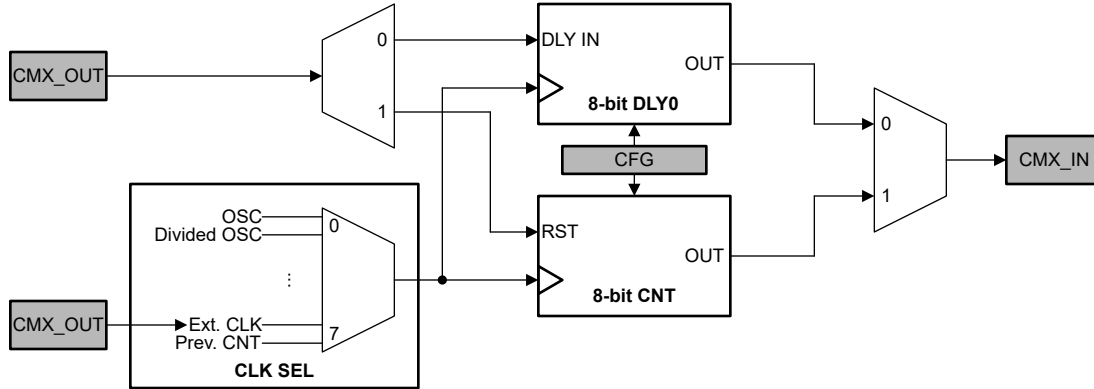 CMX_OUT
0
1
DLY IN
OUT
8-bit DLY0
CFG
0
1
CMX_IN
OSC
Divided OSC
0
⋮
Ext. CLK
Prev. CNT
7
CLK SEL
CMX_OUT
RST
OUT
8-bit CNT